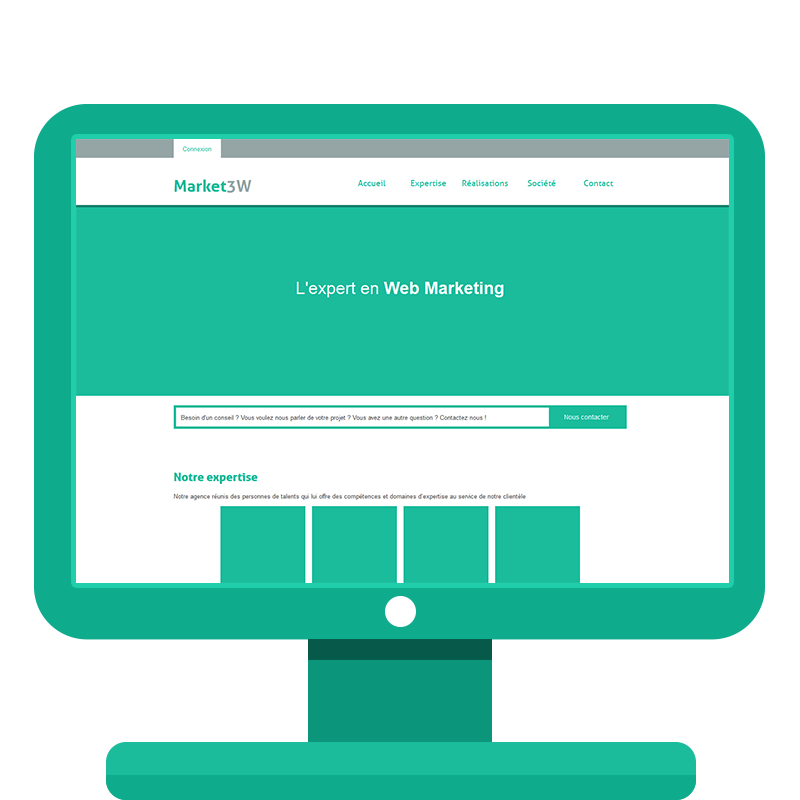 Connexion
Market3W
Accueil Expertise Réalisations Société Contact
L'expert en Web Marketing
Besoin d'un conseil ? Vous voulez nous parler de votre projet ? Vous avez une autre question ? Contactez nous !
Nous contacter
Notre expertise
Notre agence réunis des personnes de talents qui lui offre des compétences et domaines d'expertise au service de notre clientèle